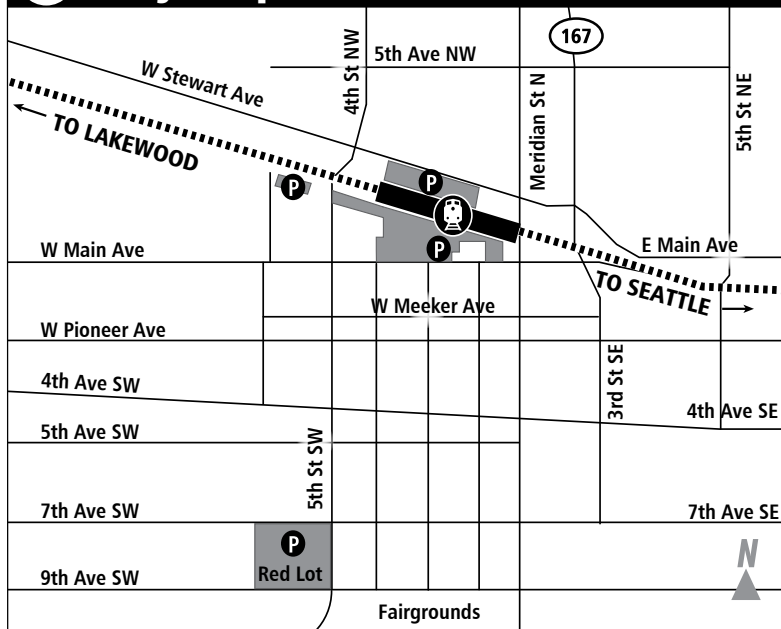 167
5th Ave NW
4th St NW
W Stewart Ave
Meridian St N
5th St NE
TO LAKEWOOD
P
P
W Main Ave
P
E Main Ave
TO SEATTLE
W Meeker Ave
W Pioneer Ave
3rd St SE
4th Ave SW
4th Ave SE
5th Ave SW
5th St SW
7th Ave SW
7th Ave SE
P
Red Lot
9th Ave SW
N
Fairgrounds